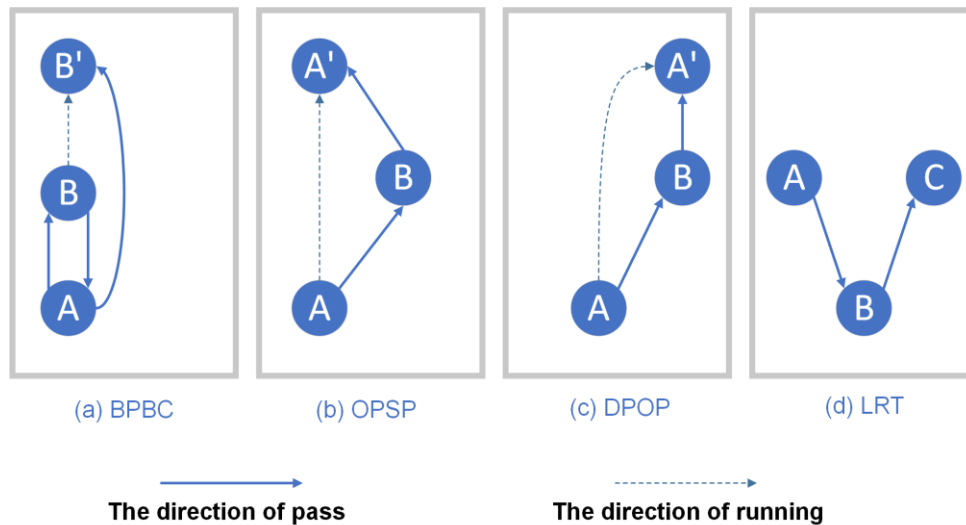 B'
B
A
(a) BPBC
A'
B
A
(b) OPSP
A'
B
A
(c) DPOP
A
C
B
(d) LRT
The direction of pass
The direction of running